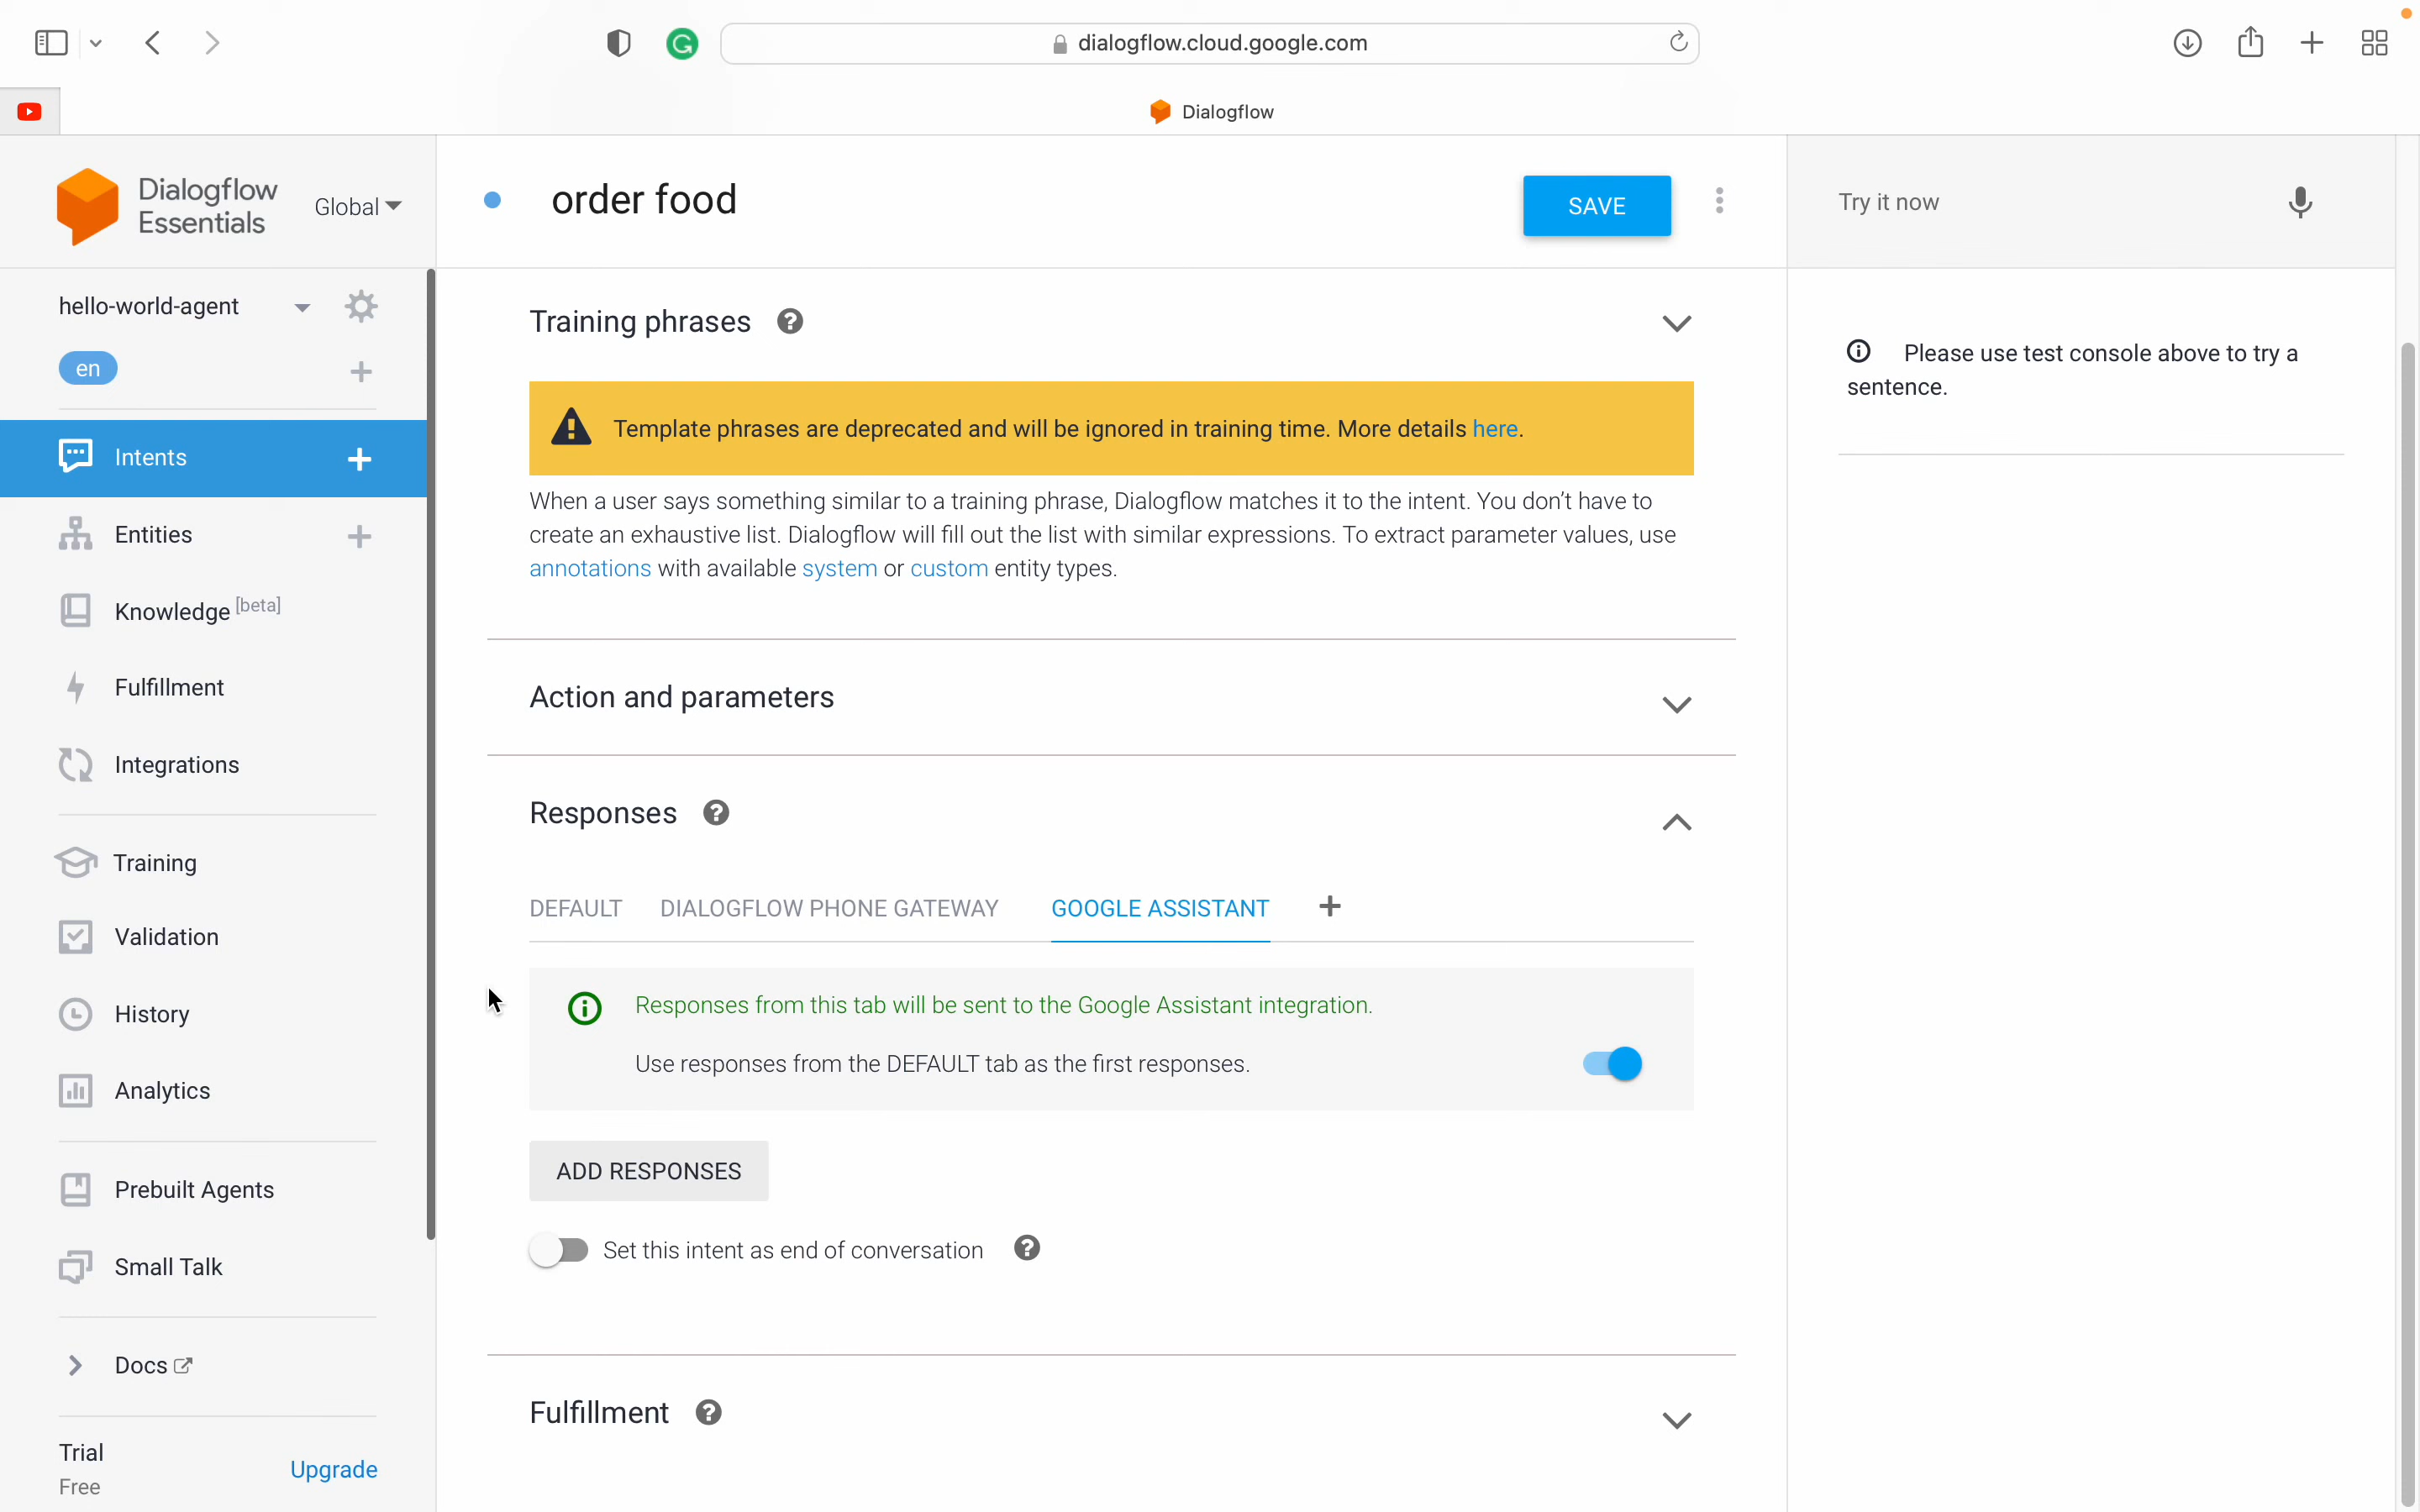 dialogflow.cloud.google.com
Dialogflow
Dialogflow
Essentials
Global
hello-world-agent
en
Intents
Entities
Knowledge [beta]
Fulfillment
Integrations
Training
Validation
History
Analytics
Prebuilt Agents
Small Talk
Docs
Trial
Free
Upgrade
order food
SAVE
Training phrases
Template phrases are deprecated and will be ignored in training time. More details here.
When a user says something similar to a training phrase, Dialogflow matches it to the intent. You don't have to
create an exhaustive list. Dialogflow will fill out the list with similar expressions. To extract parameter values, use
annotations with available system or custom entity types.
Action and parameters
Responses
DEFAULT DIALOGFLOW PHONE GATEWAY GOOGLE ASSISTANT
Responses from this tab will be sent to the Google Assistant integration.
Use responses from the DEFAULT tab as the first responses.
ADD RESPONSES
Set this intent as end of conversation
Fulfillment
Try it now
Please use test console above to try a
sentence.